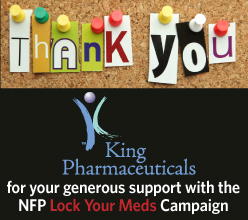 ThAnK you
King
Pharmaceuticals
for your generous support with the
NFP Lock Your Meds Campaign